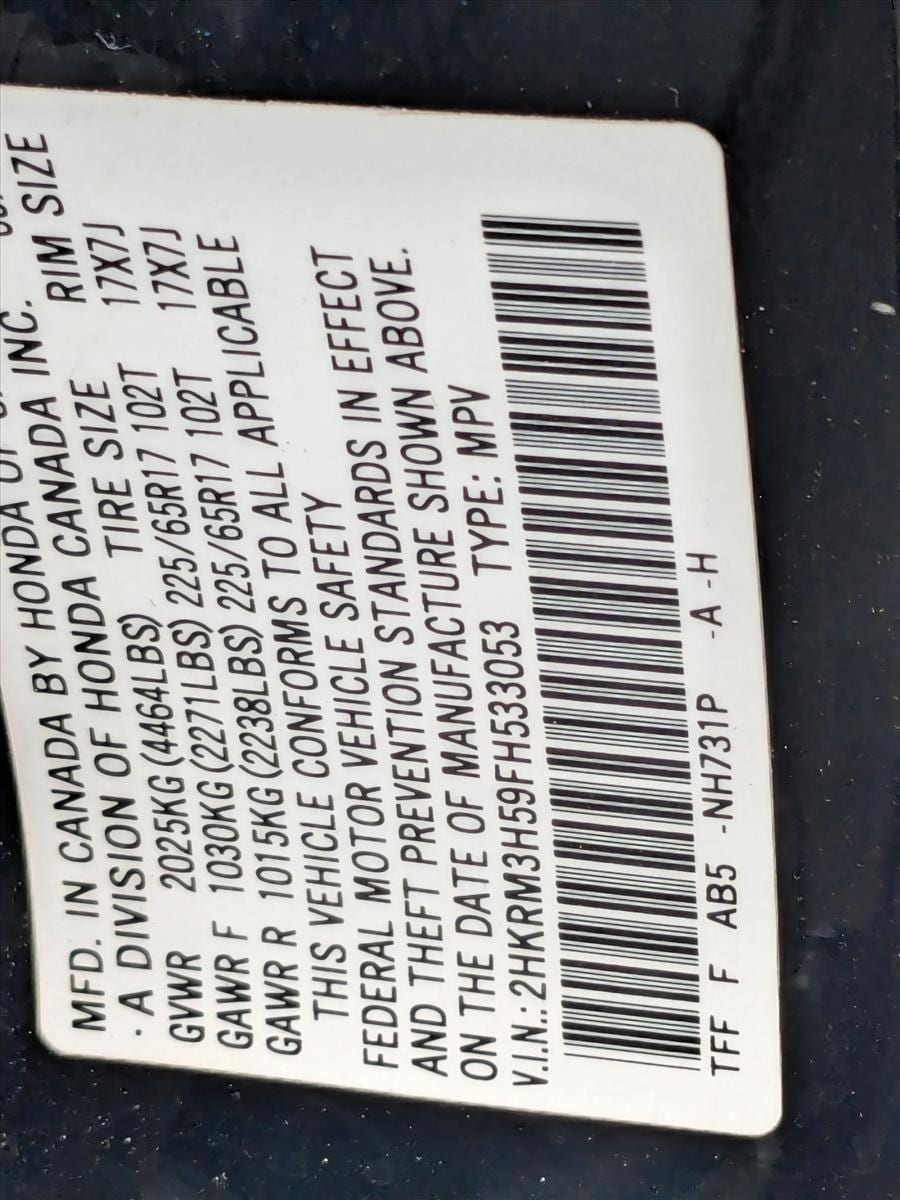 MFD. IN CANADA BY HONDA OF
· A DIVISION OF HONDA CANADA INC.
TIRE SIZE RIM SIZE
GVWR 2025KG (4464LBS)
GAWR F 1030KG (2271LBS) 225/65R17 102T 17X7J
GAWR R 1015KG (2238LBS) 225/65R17 102T 17X7J
THIS VEHICLE CONFORMS TO ALL APPLICABLE
FEDERAL MOTOR VEHICLE SAFETY
AND THEFT PREVENTION STANDARDS IN EFFECT
ON THE DATE OF MANUFACTURE SHOWN ABOVE.
V.I.N.: 2HKRM3H59FH533053 TYPE: MPV
TFF F AB5 -NH731P -A -H